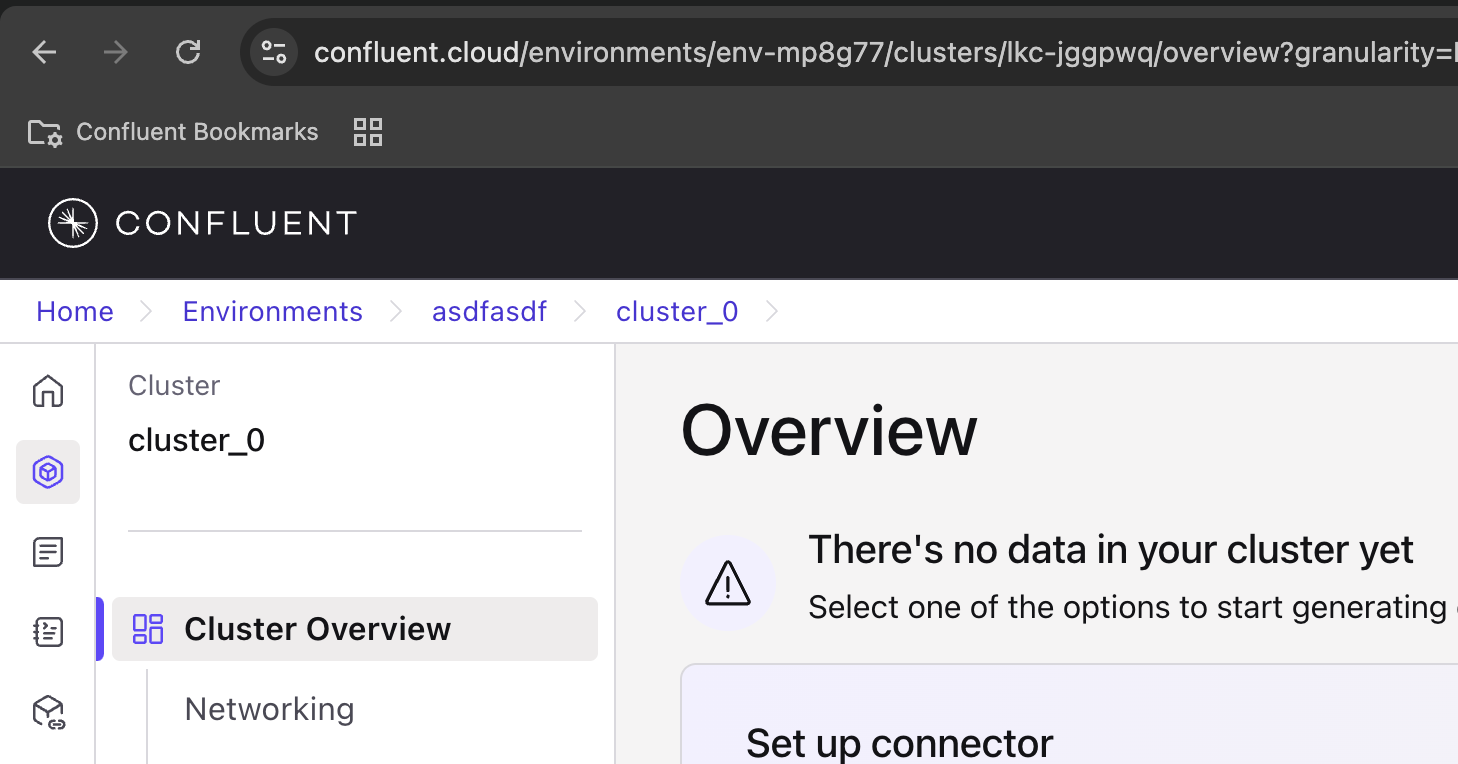 confluent.cloud/environments/env-mp8g77/clusters/lkc-jggpwq/overview?granularity=
Confluent Bookmarks
CONFLUENT
Home
Environments
asdfasdf
cluster_0
Cluster
cluster_0
Overview
There's no data in your cluster yet
Select one of the options to start generating
Cluster Overview
Networking
Set up connector